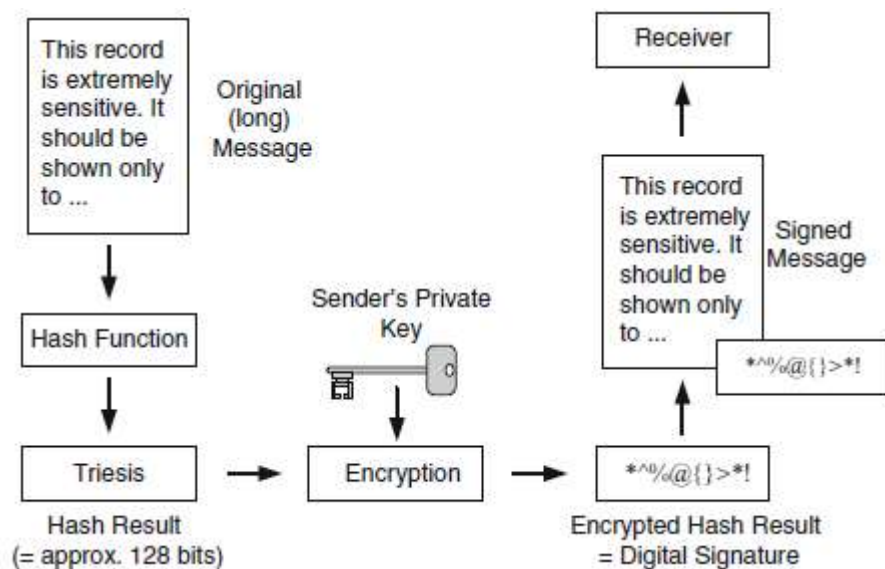 This record
is extremely
sensitive. It
should be
shown only
to ...
Original
(long)
Message
Hash Function
Triesis
Hash Result
(= approx. 128 bits)
Sender's Private
Key
Encryption
*^%@{}>*!
Encrypted Hash Result
= Digital Signature
This record
is extremely
sensitive. It
should be
shown only
to ...
*^%@{}>*!
Signed
Message
Receiver